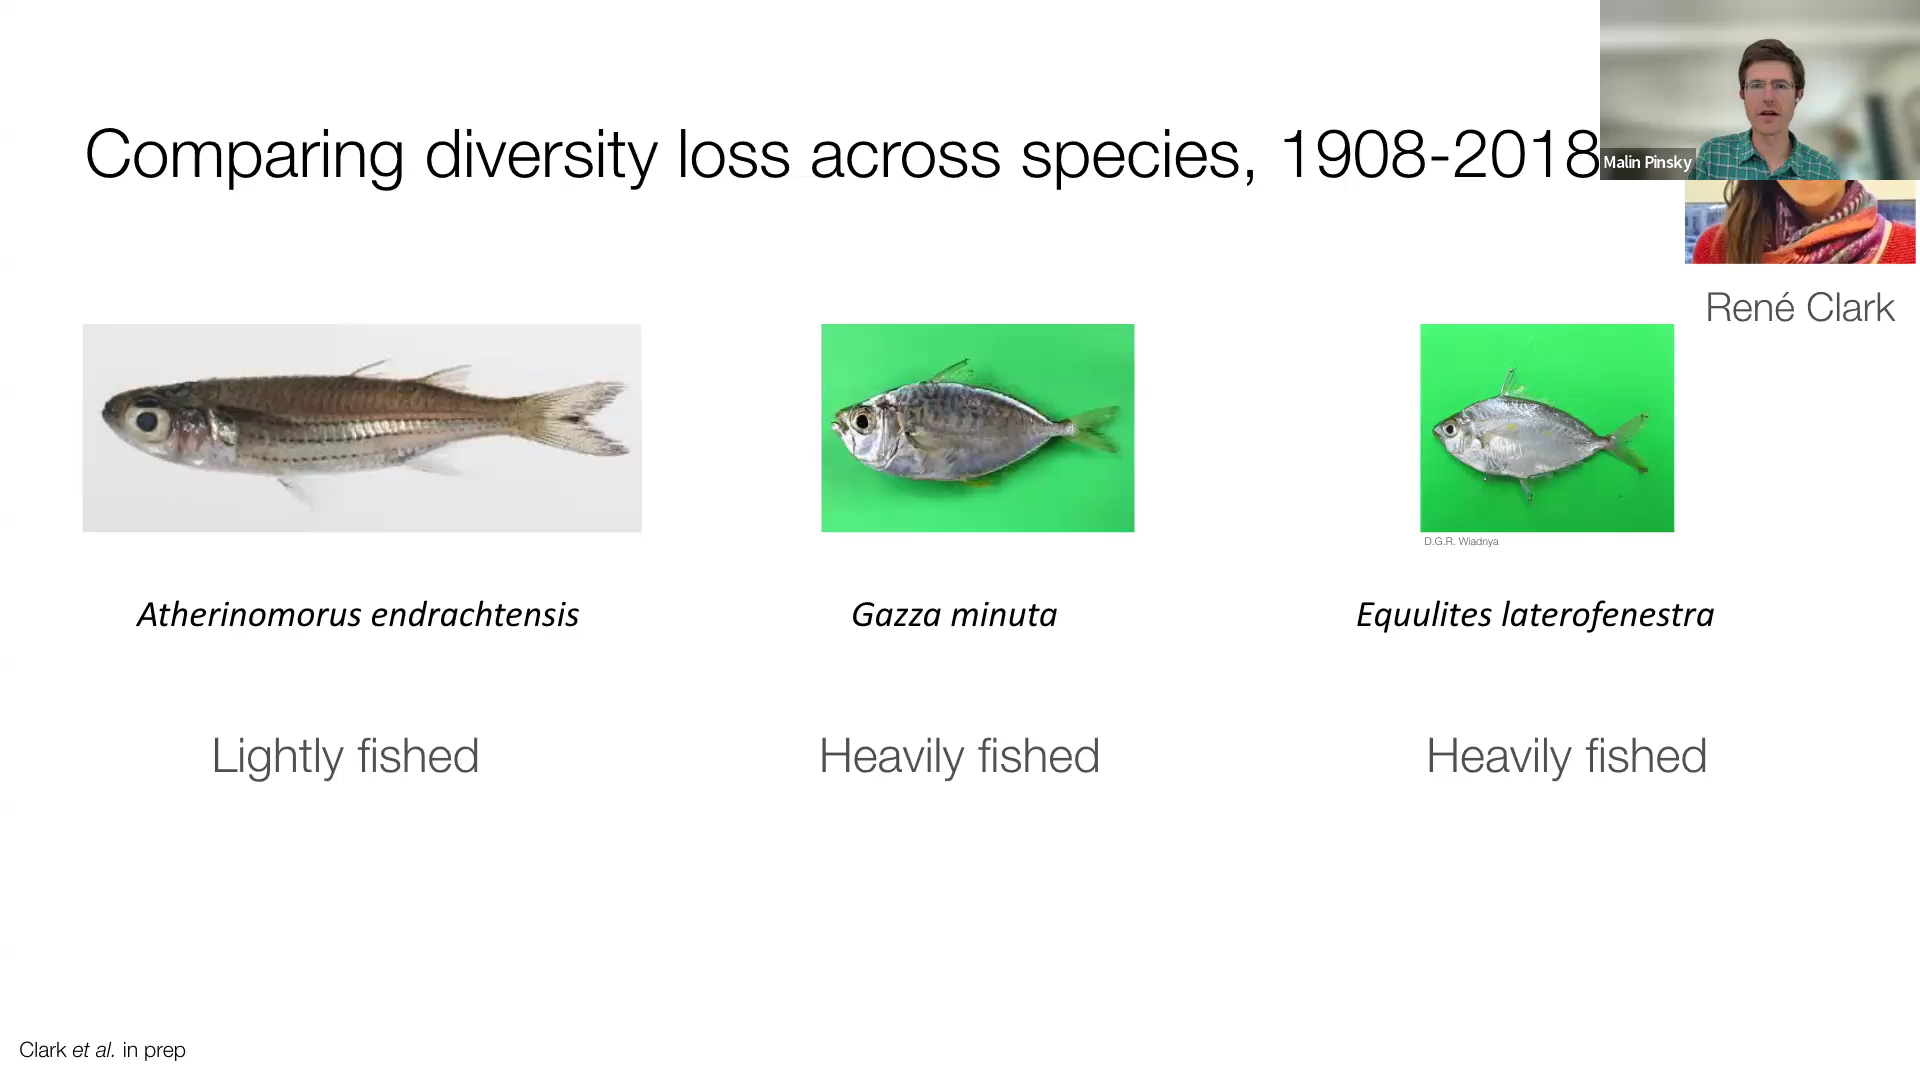 Comparing diversity loss across species, 1908-2018
Malin Pinsky
René Clark
D.G.R. Wiadnya
Atherinomorus endrachtensis
Gazza minuta
Equulites laterofenestra
Lightly fished
Heavily fished
Heavily fished
Clark et al. in prep